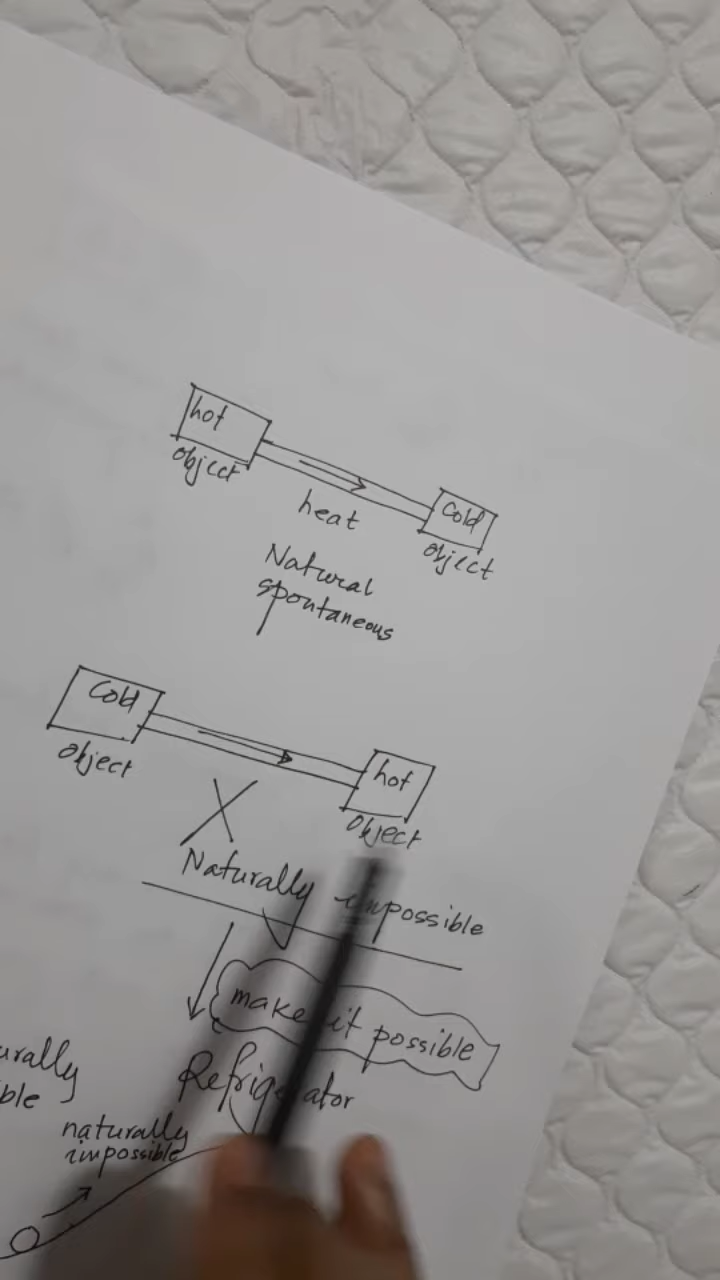 hot
object
heat
Cold
object
Natural
spontaneous
Cold
object
hot
object
Naturally impossible
make it possible
Refrigerator
naturally
impossible